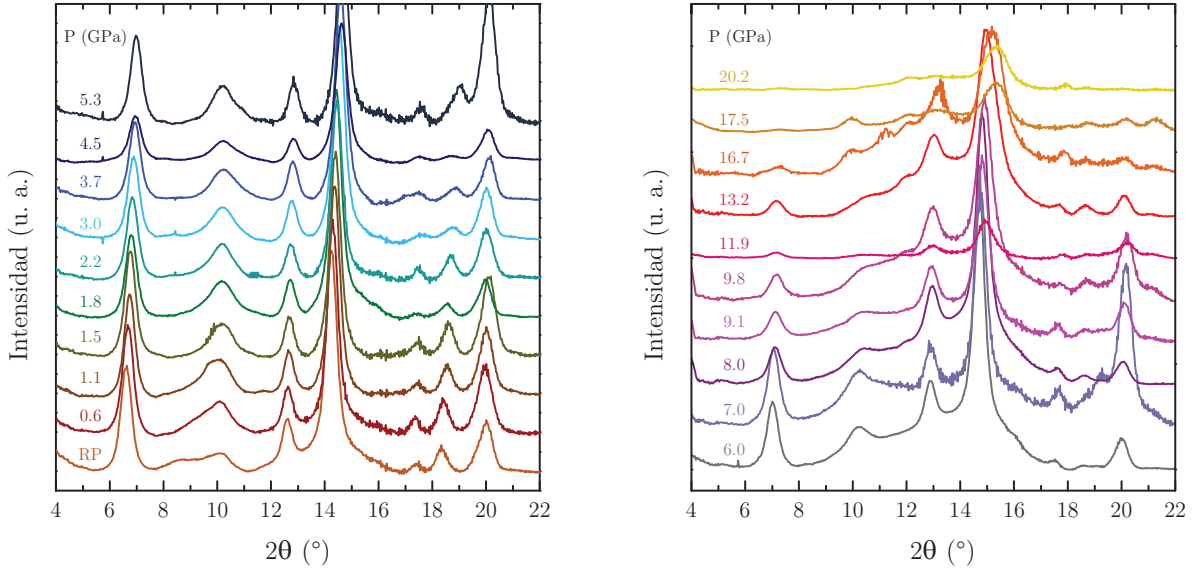 P (GPa)
5.3
4.5
3.7
3.0
2.2
1.8
1.5
1.1
0.6
RP
4 6 8 10 12 14 16 18 20 22
2θ (°)
Intensidad (u. a.)
P (GPa)
20.2
17.5
16.7
13.2
11.9
9.8
9.1
8.0
7.0
6.0
4 6 8 10 12 14 16 18 20 22
2θ (°)
Intensidad (u. a.)